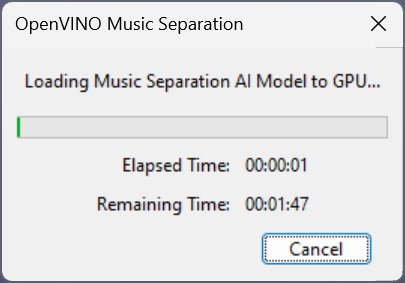 OpenVINO Music Separation
Loading Music Separation AI Model to GPU...
Elapsed Time: 00:00:01
Remaining Time: 00:01:47
Cancel